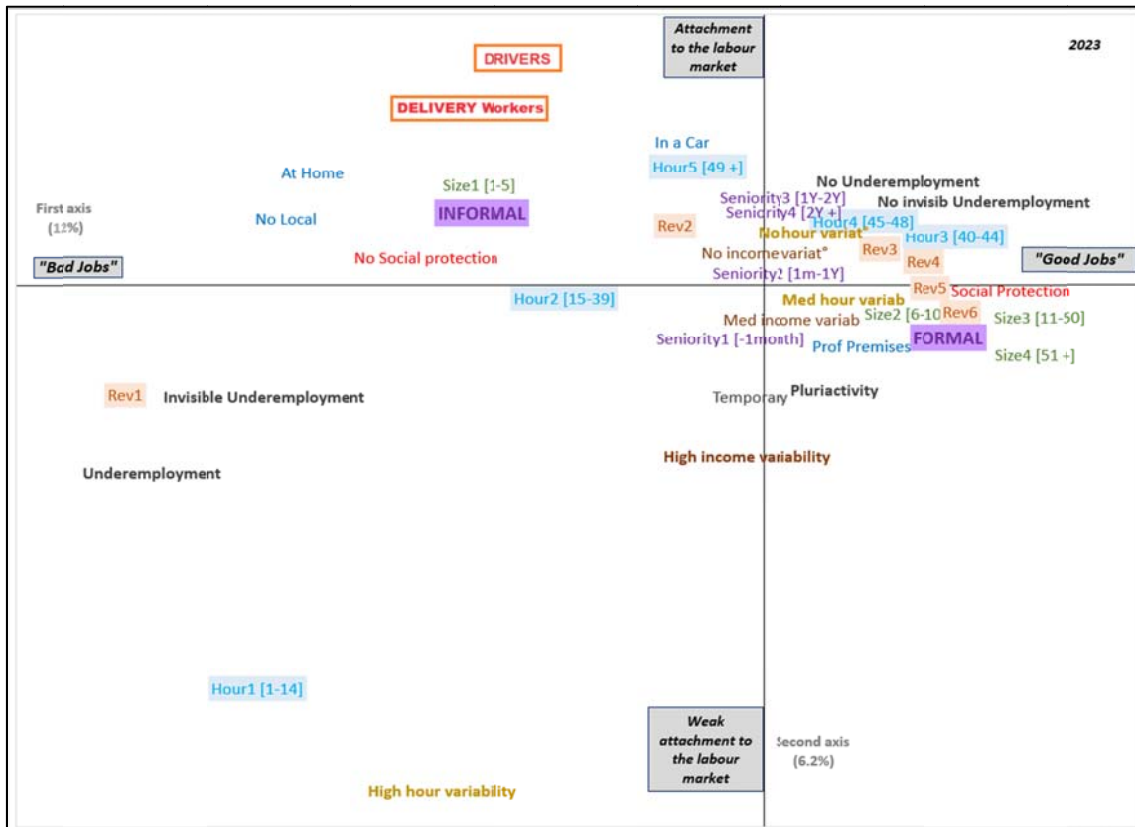 Attachment
to the labour
market
2023
DRIVERS
DELIVERY Workers
In a Car
Hour5 [49 +]
At Home
Size1 [1-5]
No Underemployment
Seniority3 [1Y-2Y]
No invisib Underemployment
First axis
(12%)
No Local
INFORMAL
Seniority4 [2Y +]
Hour4 [45-48]
Rev2
No hour variat°
Hour3 [40-44]
No Social protection
No income variat°
Rev3
Rev4
"Bad Jobs"
"Good Jobs"
Seniority2 [1m-1Y]
Hour2 [15-39]
Med hour variab
Rev5
Social Protection
Med income variab
Size2 [6-10
Rev6
Size3 [11-50]
Seniority1 [-1month]
Prof Premises
FORMAL
Size4 [51 +]
Rev1
Invisible Underemployment
Temporary
Pluriactivity
High income variability
Underemployment
Hour1 [1-14]
Weak
attachment to
the labour
market
Second axis
(6.2%)
High hour variability